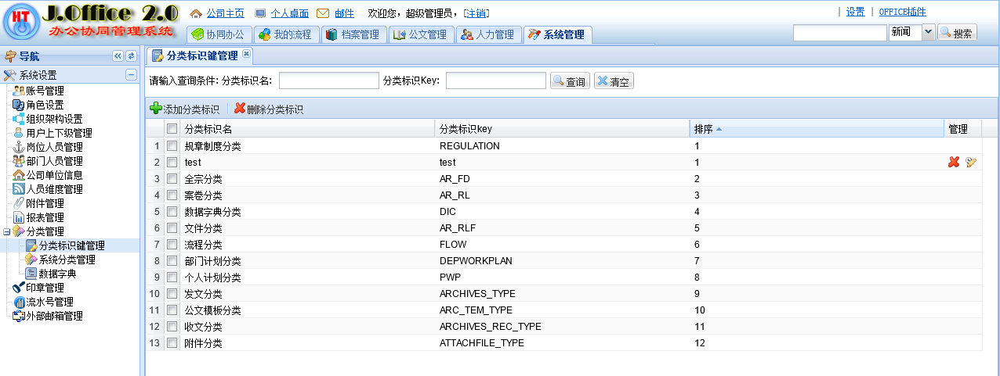 HT J.Office 2.0
办公协同管理系统
公司主页 个人桌面 邮件 欢迎您，超级管理员，[注销]
| 设置 | OFFICE插件
协同办公 我的流程 档案管理 公文管理 人力管理 系统管理
新闻 搜索
导航
系统设置
账号管理
角色设置
组织架构设置
用户上下级管理
岗位人员管理
部门人员管理
公司单位信息
人员维度管理
附件管理
报表管理
分类管理
分类标识键管理
系统分类管理
数据字典
印章管理
流水号管理
外部邮箱管理
分类标识键管理
请输入查询条件: 分类标识名: 分类标识Key: 查询 清空
添加分类标识 删除分类标识
分类标识名 分类标识key 排序 管理
1 规章制度分类 REGULATION 1
2 test test 1
3 全宗分类 AR_FD 2
4 案卷分类 AR_RL 3
5 数据字典分类 DIC 4
6 文件分类 AR_RLF 5
7 流程分类 FLOW 6
8 部门计划分类 DEPWORKPLAN 7
9 个人计划分类 PWP 8
10 发文分类 ARCHIVES_TYPE 9
11 公文模板分类 ARC_TEM_TYPE 10
12 收文分类 ARCHIVES_REC_TYPE 11
13 附件分类 ATTACHFILE_TYPE 12